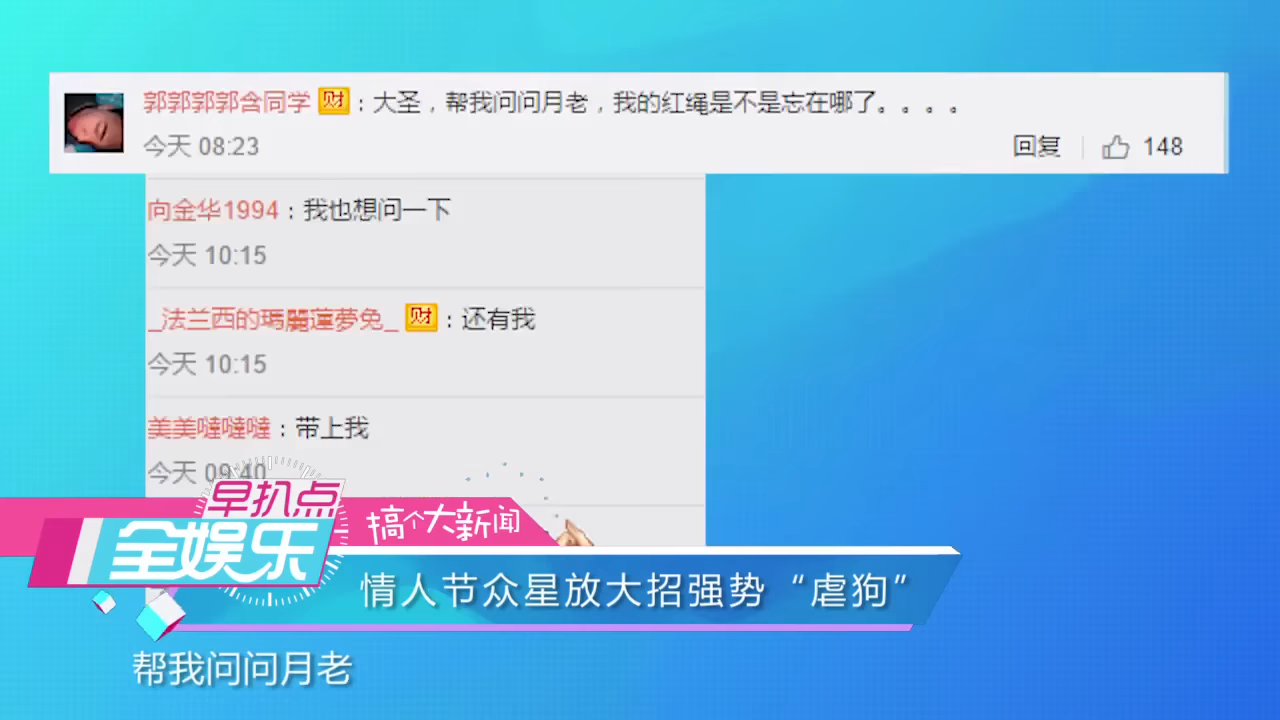 郭郭郭郭含同学 财：大圣，帮我问问月老，我的红绳是不是忘在哪了。。。。
今天 08:23
回复 148
向金华1994：我也想问一下
今天 10:15
_法兰西的瑪麗蓮夢兔_ 财：还有我
今天 10:15
美美噠噠噠：带上我
今天 09:40
早扒点
全娱乐
搞个大新闻
情人节众星放大招强势“虐狗”
帮我问问月老